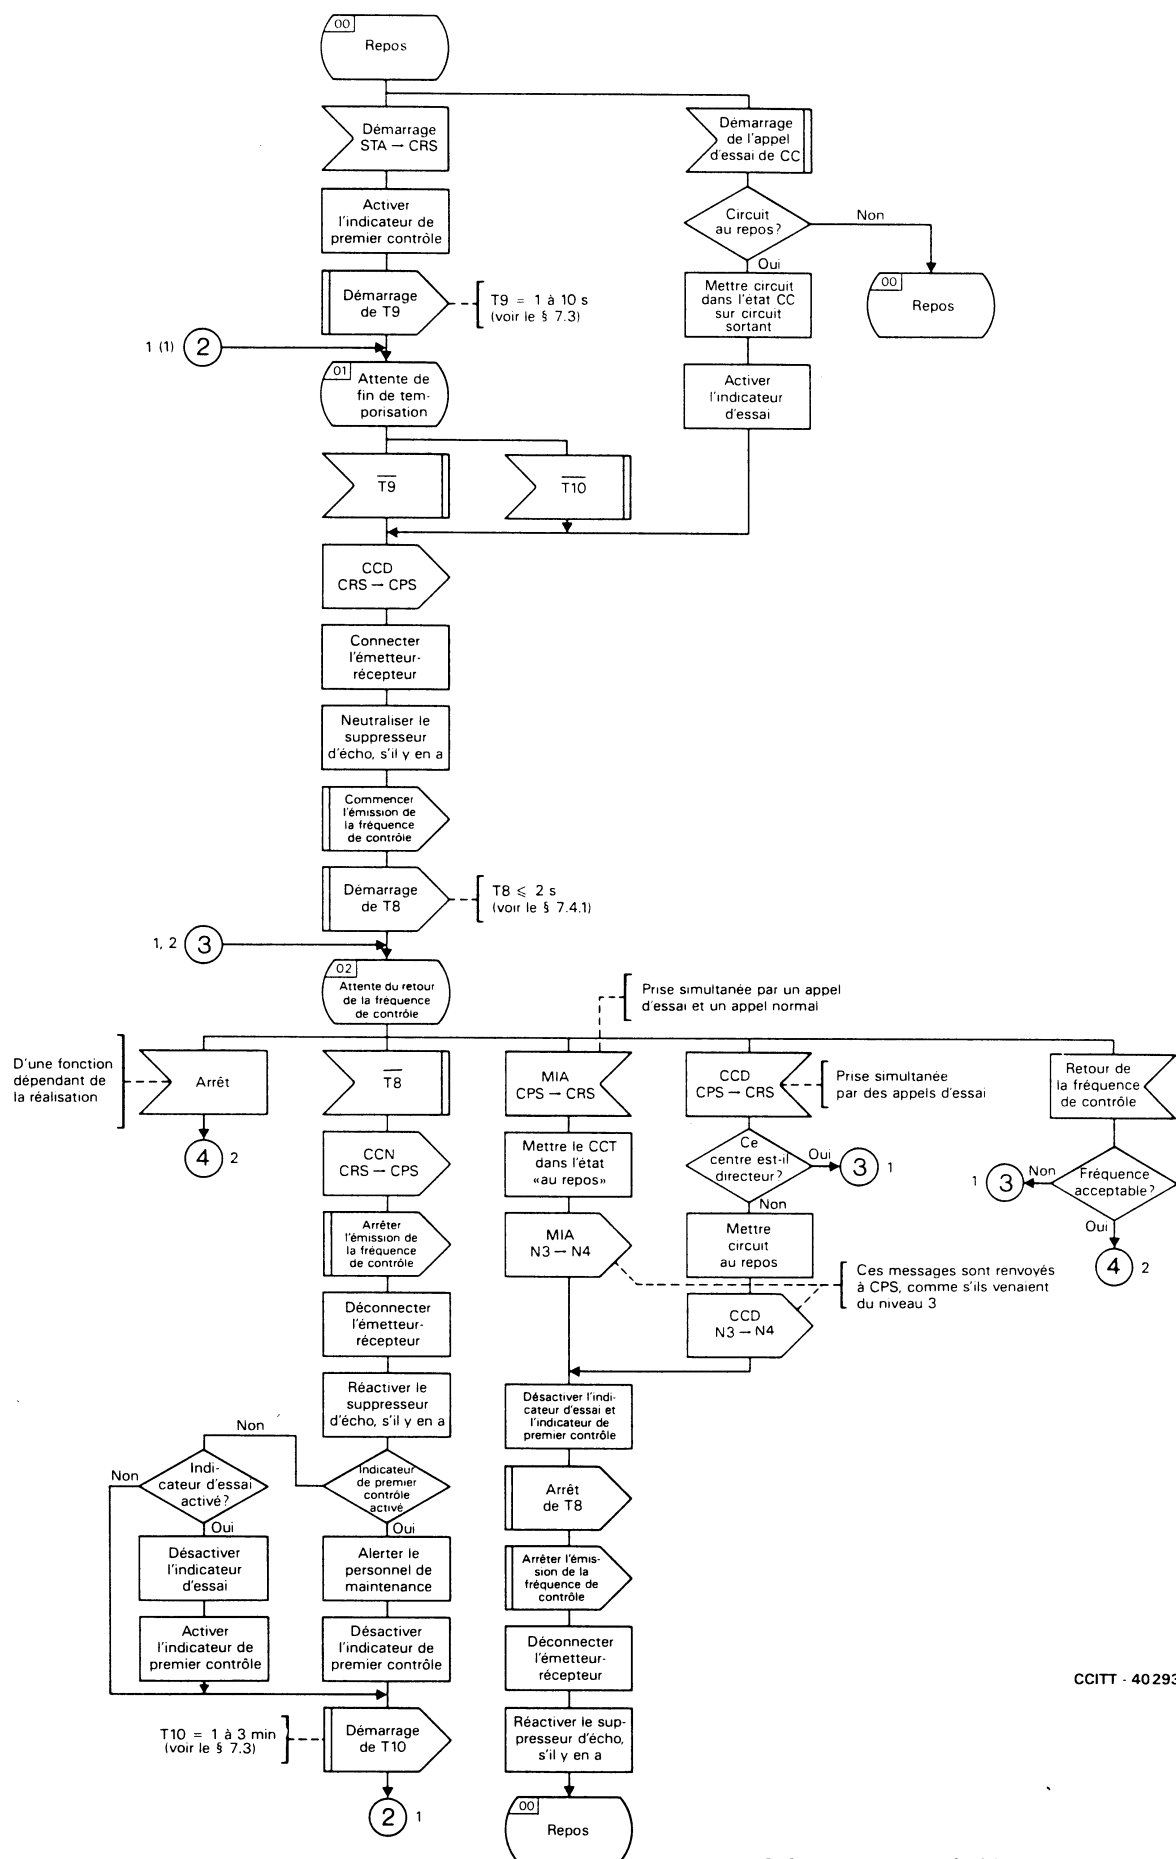 00
Repos
Démarrage
STA → CRS
Démarrage
de l'appel
d'essai de CC
Activer
l'indicateur de
premier contrôle
Circuit
au repos?
Non
Oui
00
Repos
Démarrage
de T9
T9 = 1 à 10 s
(voir le § 7.3)
Mettre circuit
dans l'état CC
sur circuit
sortant
1 (1)
2
01
Attente de
fin de tem-
porisation
Activer
l'indicateur
d'essai
T9
T10
CCD
CRS → CPS
Connecter
l'émetteur-
récepteur
Neutraliser le
suppresseur
d'écho, s'il y en a
Commencer
l'émission de
la fréquence
de contrôle
Démarrage
de T8
T8 ⩽ 2 s
(voir le § 7.4.1)
1, 2
3
02
Attente du retour
de la fréquence
de contrôle
Prise simultanée par un appel
d'essai et un appel normal
D'une fonction
dépendant de
la réalisation
Arrêt
4
2
T8
MIA
CPS → CRS
CCD
CPS → CRS
Prise simultanée
par des appels d'essai
Retour de
la fréquence
de contrôle
CCN
CRS → CPS
Mettre le CCT
dans l'état
«au repos»
Ce
centre est-il
directeur?
Oui
3
1
Non
1
3
Non
Fréquence
acceptable?
Oui
4
2
Arrêter
l'émission de
la fréquence
de contrôle
MIA
N3 → N4
Mettre
circuit
au repos
Ces messages sont renvoyés
à CPS, comme s'ils venaient
du niveau 3
CCD
N3 → N4
Déconnecter
l'émetteur-
récepteur
Réactiver le
suppresseur
d'écho, s'il y en a
Désactiver l'indi-
cateur d'essai et
l'indicateur de
premier contrôle
Non
Non
Indi-
cateur d'essai
activé?
Oui
Indicateur
de premier
contrôle
activé
Oui
Arrêt
de T8
Désactiver
l'indicateur
d'essai
Alerter le
personnel de
maintenance
Arrêter l'émis-
sion de la
fréquence de
contrôle
Activer
l'indicateur de
premier contrôle
Désactiver
l'indicateur de
premier contrôle
Déconnecter
l'émetteur-
récepteur
CCITT - 40293
T10 = 1 à 3 min
(voir le § 7.3)
Démarrage
de T10
Réactiver le sup-
presseur d'écho,
s'il y en a
2
1
00
Repos